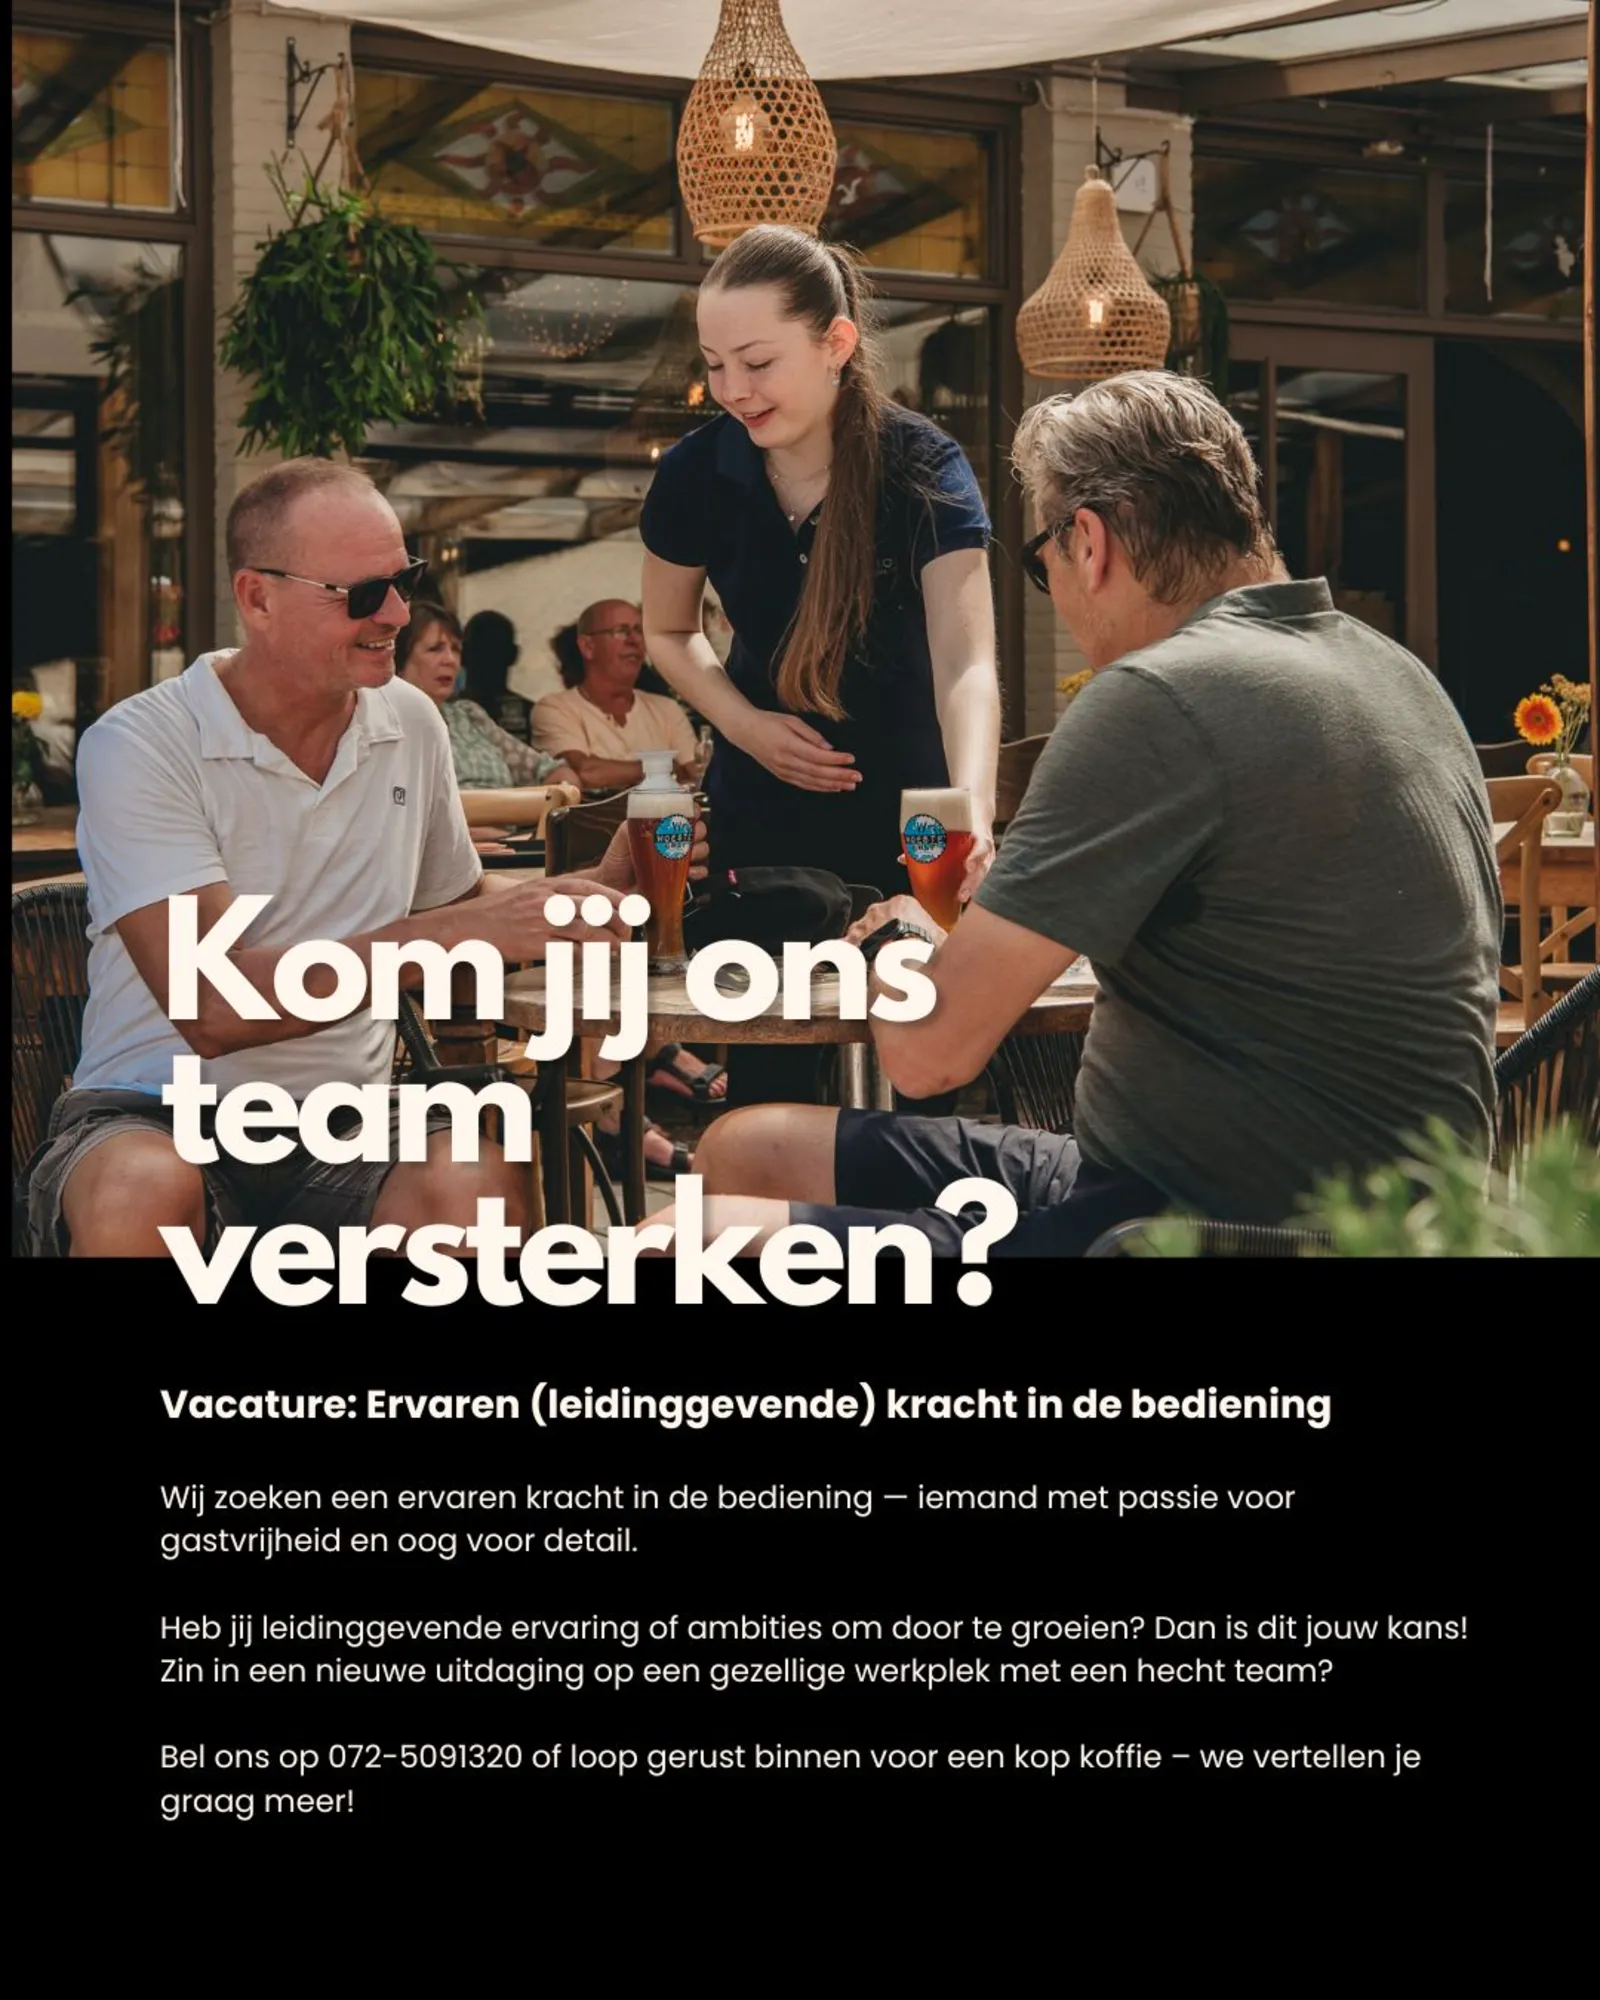 Kom jij ons
team
versterken?
Vacature: Ervaren (leidinggevende) kracht in de bediening
Wij zoeken een ervaren kracht in de bediening — iemand met passie voor
gastvrijheid en oog voor detail.
Heb jij leidinggevende ervaring of ambities om door te groeien? Dan is dit jouw kans!
Zin in een nieuwe uitdaging op een gezellige werkplek met een hecht team?
Bel ons op 072-5091320 of loop gerust binnen voor een kop koffie – we vertellen je
graag meer!